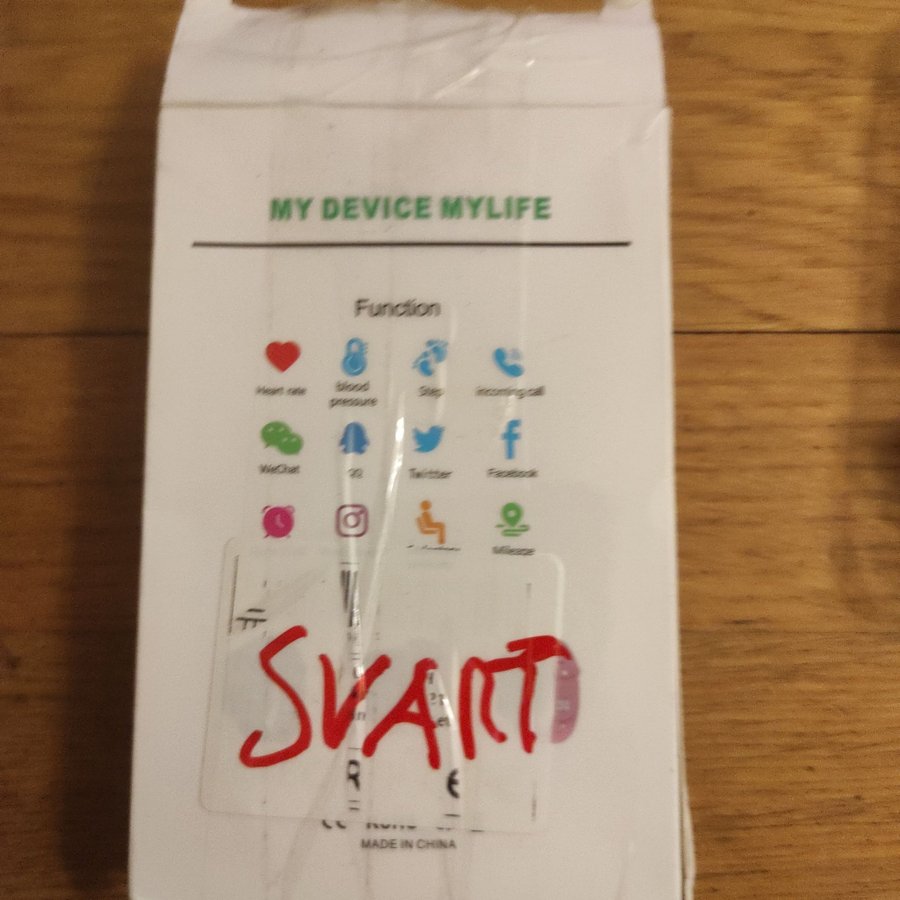 MY DEVICE MYLIFE
Function
Heart rate blood pressure Step incoming call
WeChat QQ Twitter Facebook
Mileage
SVART
MADE IN CHINA